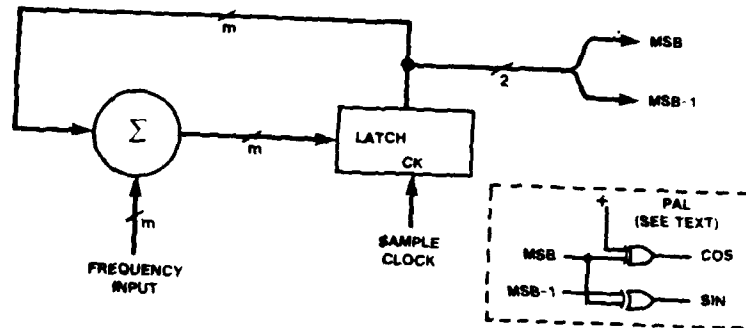 m
MSB
2
MSB-1
Σ
m
LATCH
CK
m
FREQUENCY
INPUT
SAMPLE
CLOCK
+
PAL
(SEE TEXT)
MSB
COS
MSB-1
SIN